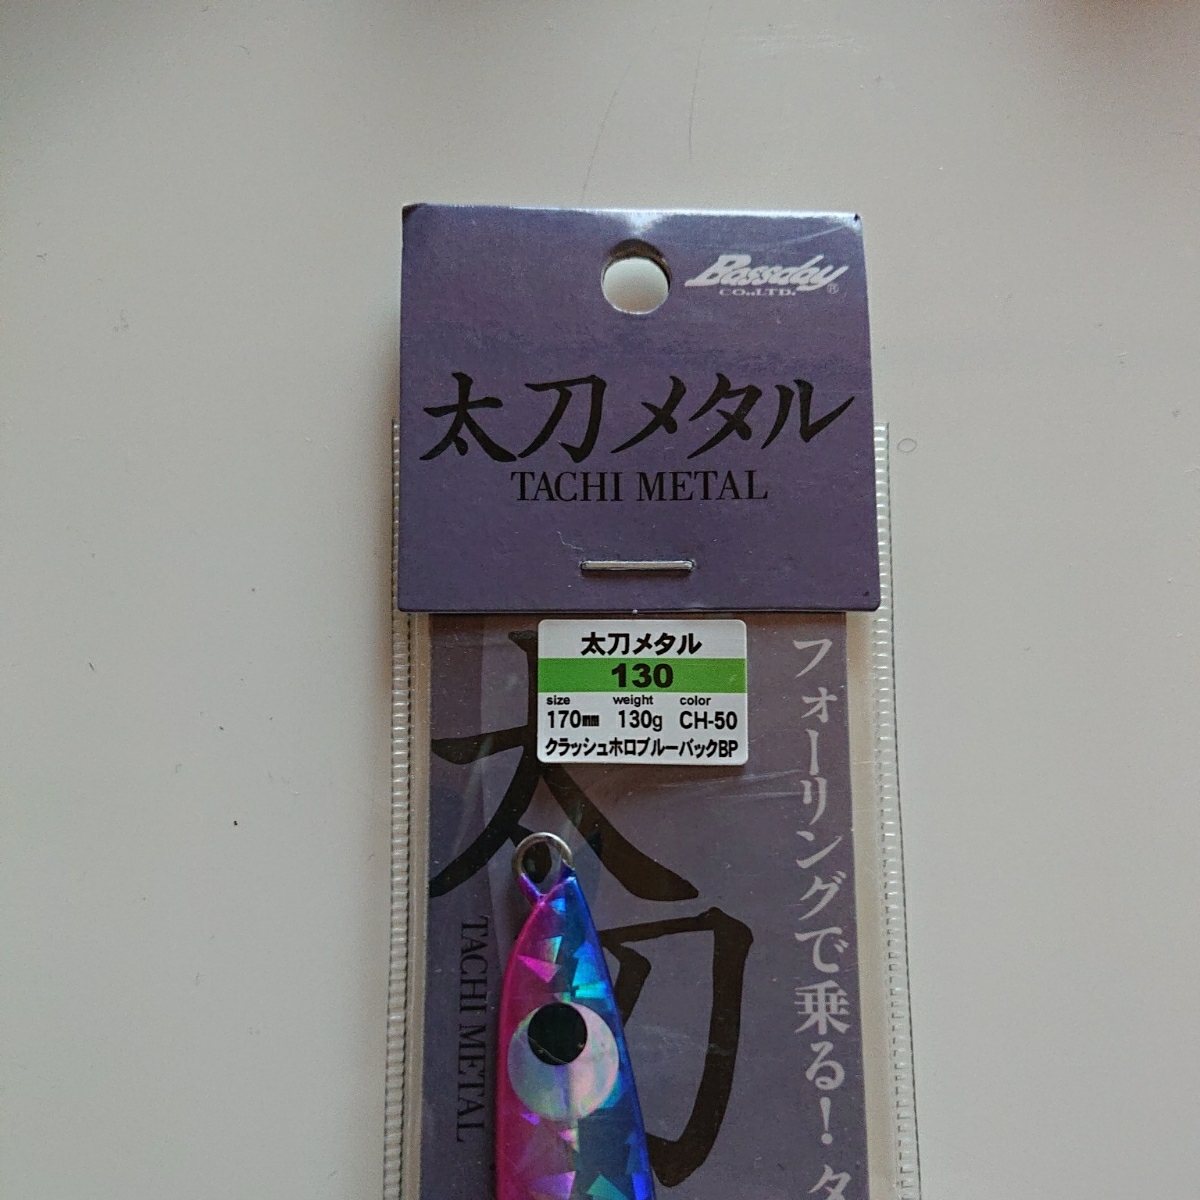 Bassday®
CO.,LTD.
太刀メタル
TACHI METAL
太刀メタル
130
size weight color
170mm 130g CH-50
クラッシュホロブルーバックBP
フォーリングで乗る!タ
太刀
TACHI METAL